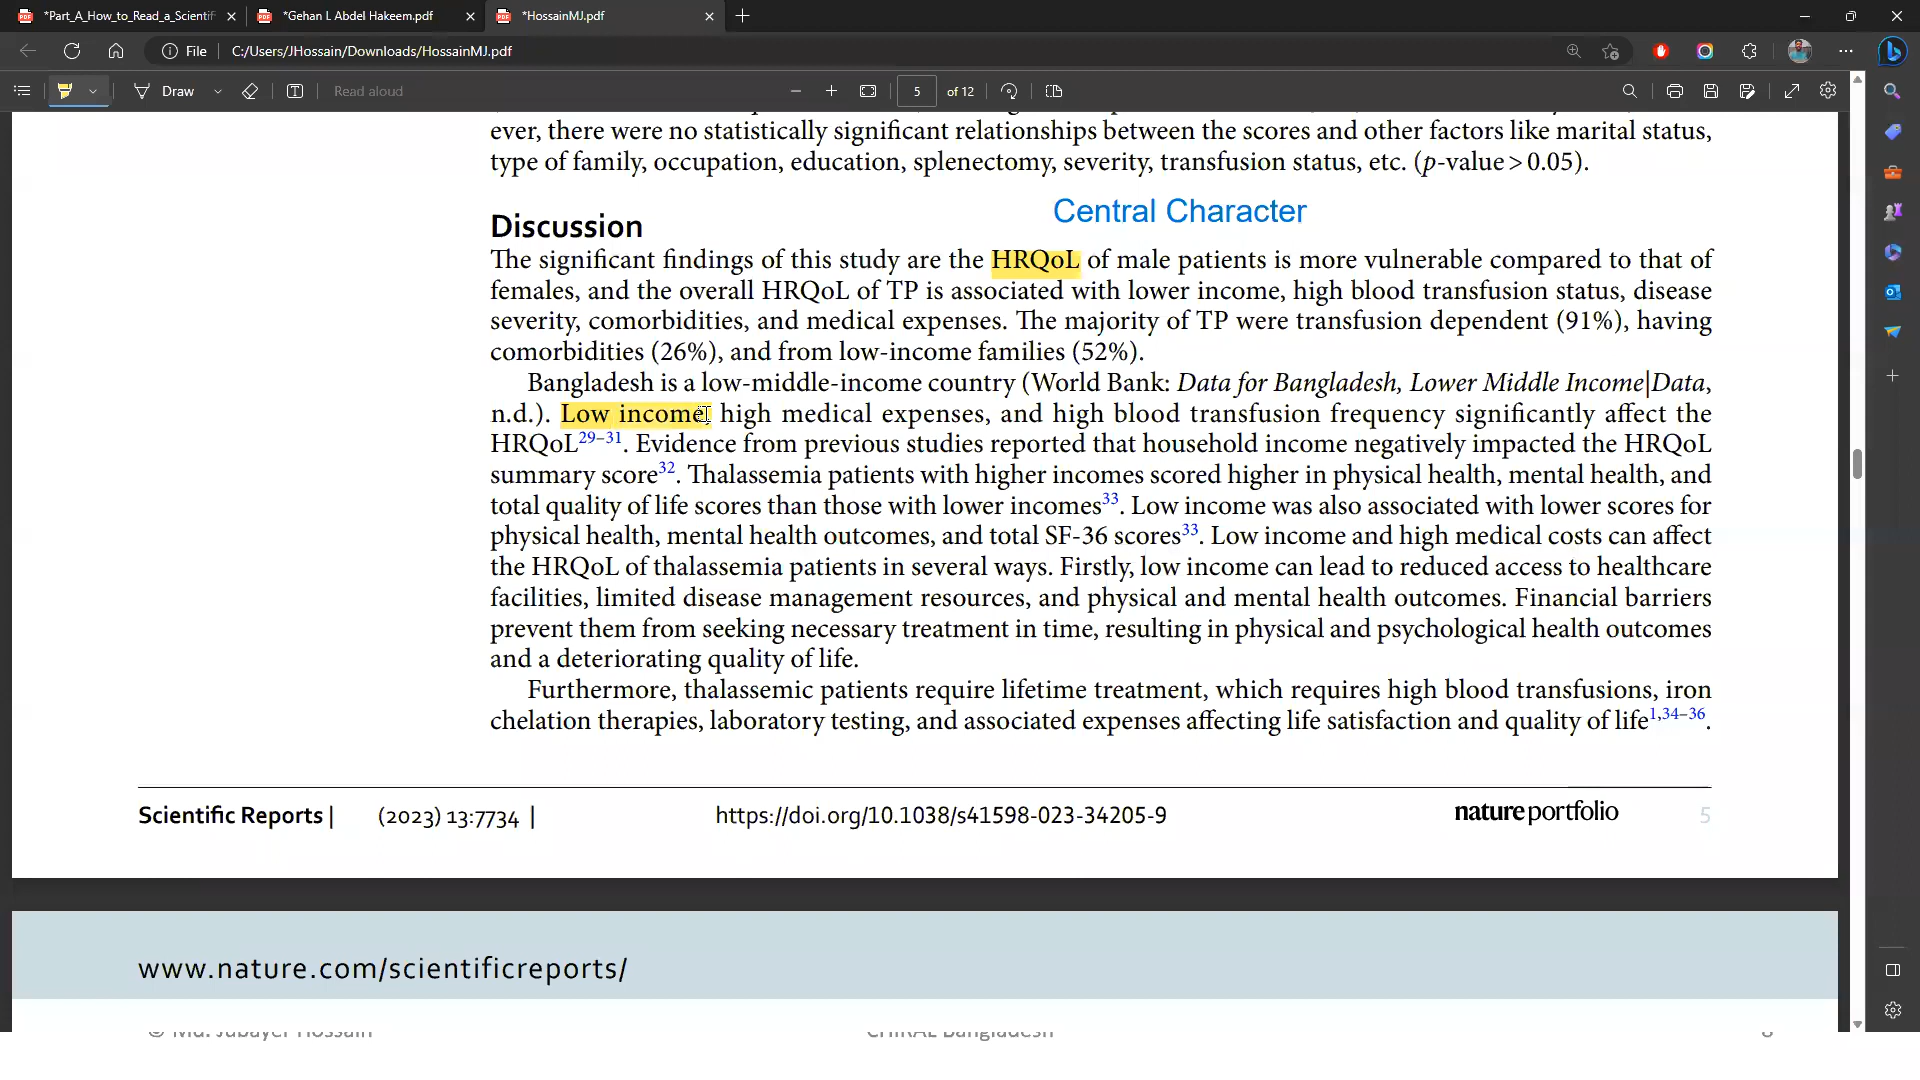 *Part_A_How_to_Read_a_Scientif
*Gehan L Abdel Hakeem.pdf
*HossainMJ.pdf
File
C:/Users/JHossain/Downloads/HossainMJ.pdf
Draw
Read aloud
5
of 12
ever, there were no statistically significant relationships between the scores and other factors like marital status,
type of family, occupation, education, splenectomy, severity, transfusion status, etc. (p-value > 0.05).
Central Character
Discussion
The significant findings of this study are the HRQoL of male patients is more vulnerable compared to that of
females, and the overall HRQoL of TP is associated with lower income, high blood transfusion status, disease
severity, comorbidities, and medical expenses. The majority of TP were transfusion dependent (91%), having
comorbidities (26%), and from low-income families (52%).
Bangladesh is a low-middle-income country (World Bank: Data for Bangladesh, Lower Middle Income|Data,
n.d.). Low income, high medical expenses, and high blood transfusion frequency significantly affect the
HRQoL29–31. Evidence from previous studies reported that household income negatively impacted the HRQoL
summary score32. Thalassemia patients with higher incomes scored higher in physical health, mental health, and
total quality of life scores than those with lower incomes33. Low income was also associated with lower scores for
physical health, mental health outcomes, and total SF-36 scores33. Low income and high medical costs can affect
the HRQoL of thalassemia patients in several ways. Firstly, low income can lead to reduced access to healthcare
facilities, limited disease management resources, and physical and mental health outcomes. Financial barriers
prevent them from seeking necessary treatment in time, resulting in physical and psychological health outcomes
and a deteriorating quality of life.
Furthermore, thalassemic patients require lifetime treatment, which requires high blood transfusions, iron
chelation therapies, laboratory testing, and associated expenses affecting life satisfaction and quality of life1,34–36.
Scientific Reports | (2023) 13:7734 | https://doi.org/10.1038/s41598-023-34205-9 nature portfolio 5
www.nature.com/scientificreports/
© Md. Jubayer Hossain CHIRAL Bangladesh 8